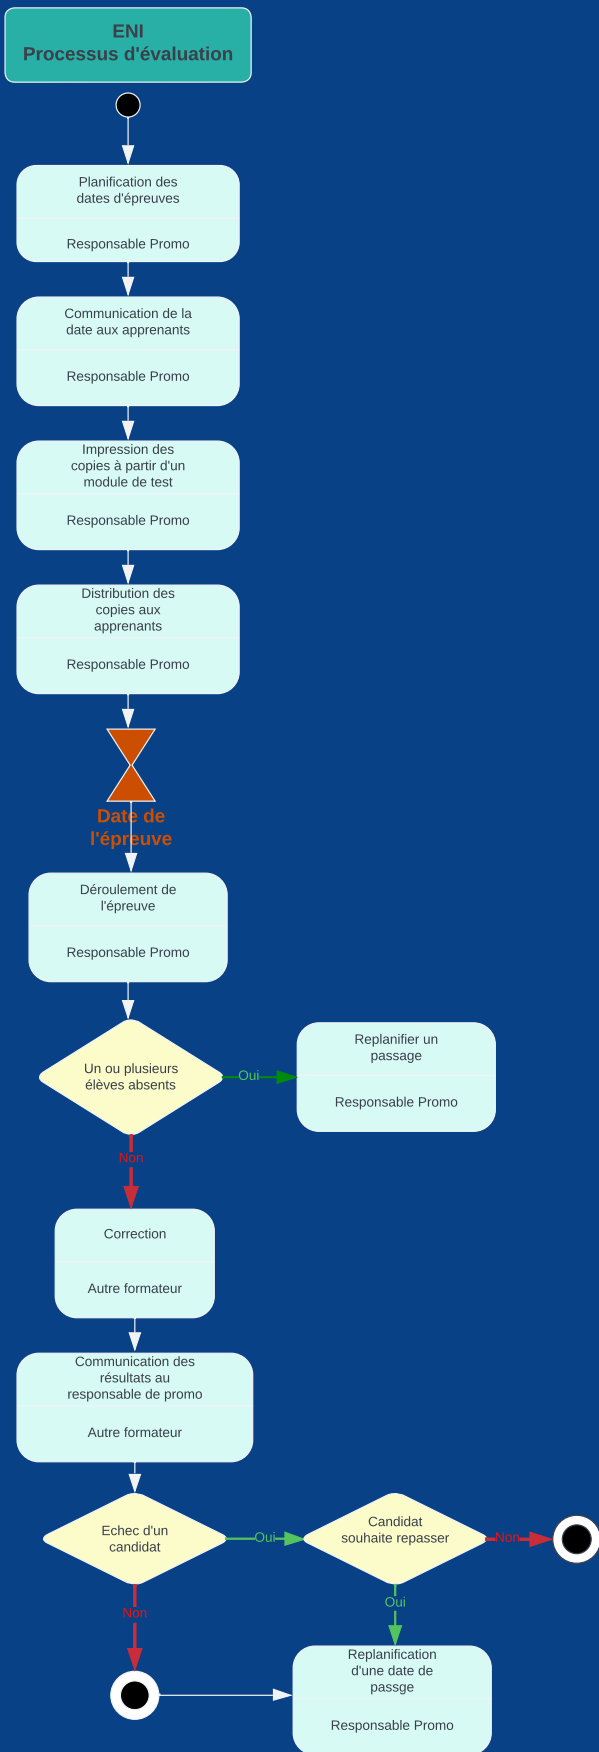 ENI
Processus d'évaluation
Planification des
dates d'épreuves
Responsable Promo
Communication de la
date aux apprenants
Responsable Promo
Impression des
copies à partir d'un
module de test
Responsable Promo
Distribution des
copies aux
apprenants
Responsable Promo
Date de
l'épreuve
Déroulement de
l'épreuve
Responsable Promo
Un ou plusieurs
élèves absents
Oui
Replanifier un
passage
Responsable Promo
Non
Correction
Autre formateur
Communication des
résultats au
responsable de promo
Autre formateur
Echec d'un
candidat
Oui
Candidat
souhaite repasser
Non
Oui
Non
Replanification
d'une date de
passge
Responsable Promo